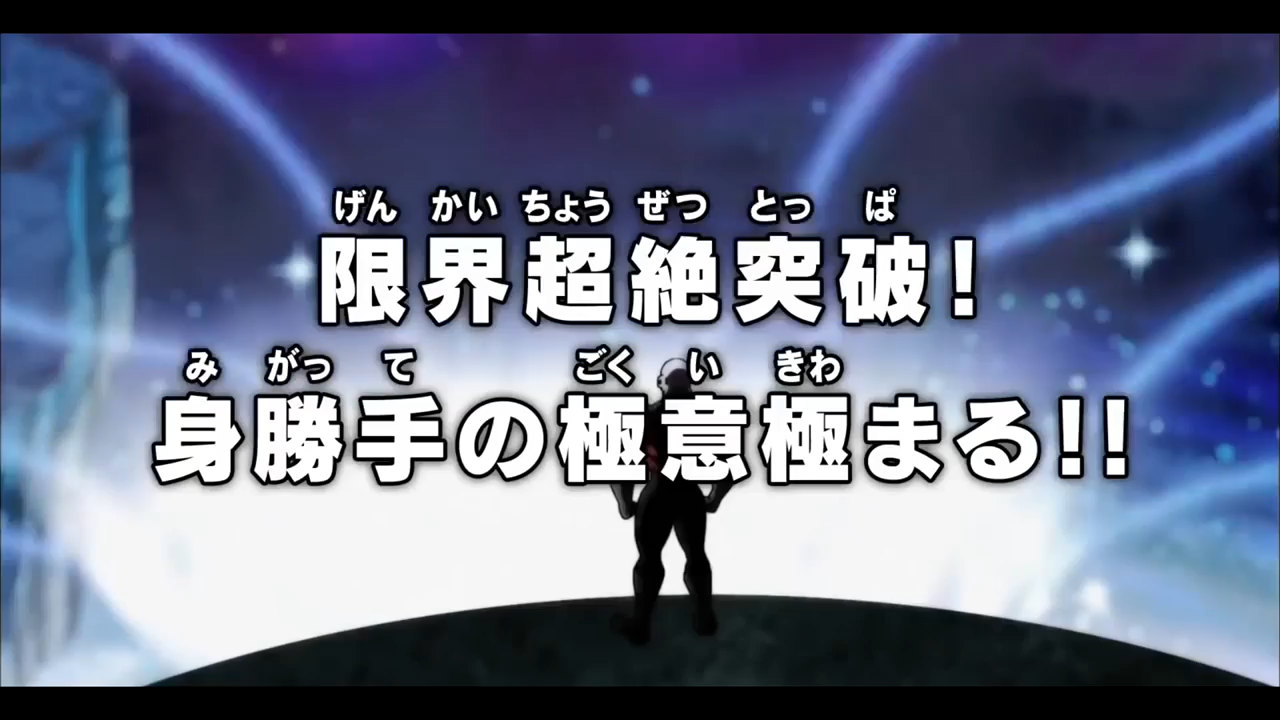 げん かい ちょう ぜつ とっ ぱ
限界超絶突破!
み がっ て ごく い きわ
身勝手の極意極まる!!